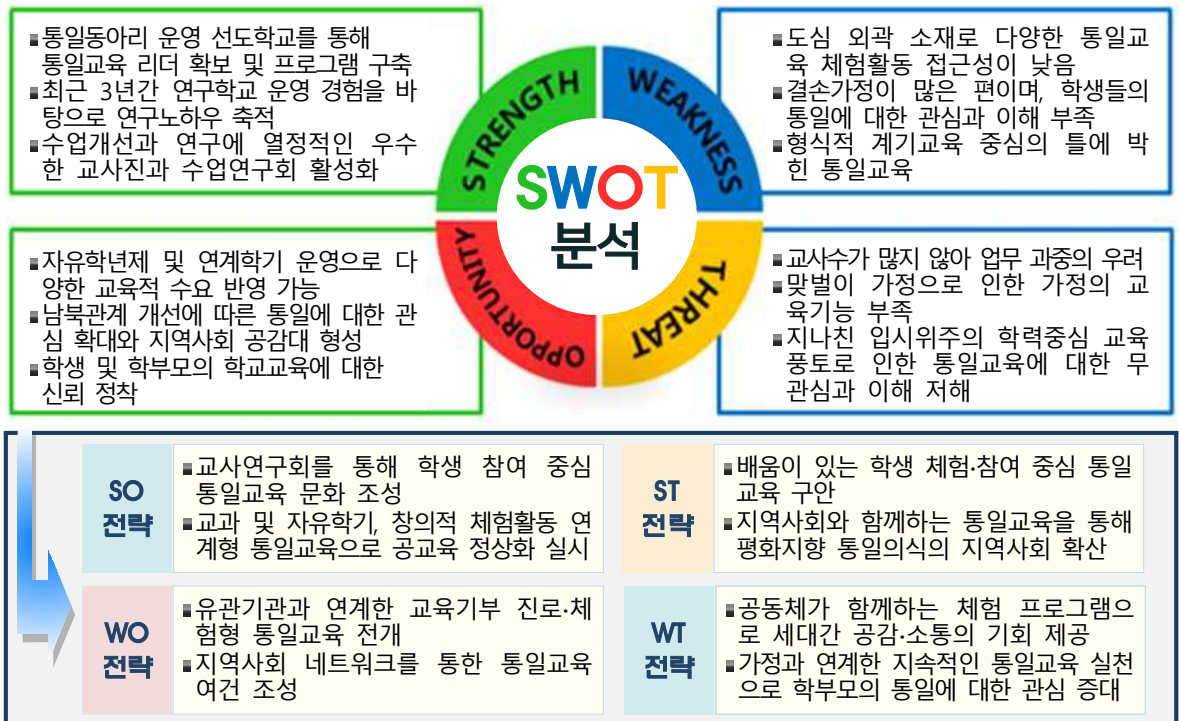 ▪통일동아리 운영 선도학교를 통해
통일교육 리더 확보 및 프로그램 구축
▪최근 3년간 연구학교 운영 경험을 바
탕으로 연구노하우 축적
▪수업개선과 연구에 열정적인 우수
한 교사진과 수업연구회 활성화
▪도심 외곽 소재로 다양한 통일교
육 체험활동 접근성이 낮음
▪결손가정이 많은 편이며, 학생들의
통일에 대한 관심과 이해 부족
▪형식적 계기교육 중심의 틀에 박
힌 통일교육
STRENGTH
WEAKNESS
SWOT
분석
OPPORTUNITY
THREAT
▪자유학년제 및 연계학기 운영으로 다
양한 교육적 수요 반영 가능
▪남북관계 개선에 따른 통일에 대한 관
심 확대와 지역사회 공감대 형성
▪학생 및 학부모의 학교교육에 대한
신뢰 정착
▪교사수가 많지 않아 업무 과중의 우려
▪맞벌이 가정으로 인한 가정의 교
육기능 부족
▪지나친 입시위주의 학력중심 교육
풍토로 인한 통일교육에 대한 무
관심과 이해 저해
SO
전략
▪교사연구회를 통해 학생 참여 중심
통일교육 문화 조성
▪교과 및 자유학기, 창의적 체험활동 연
계형 통일교육으로 공교육 정상화 실시
ST
전략
▪배움이 있는 학생 체험·참여 중심 통일
교육 구안
▪지역사회와 함께하는 통일교육을 통해
평화지향 통일의식의 지역사회 확산
WO
전략
▪유관기관과 연계한 교육기부 진로·체
험형 통일교육 전개
▪지역사회 네트워크를 통한 통일교육
여건 조성
WT
전략
▪공동체가 함께하는 체험 프로그램으
로 세대간 공감·소통의 기회 제공
▪가정과 연계한 지속적인 통일교육 실천
으로 학부모의 통일에 대한 관심 증대